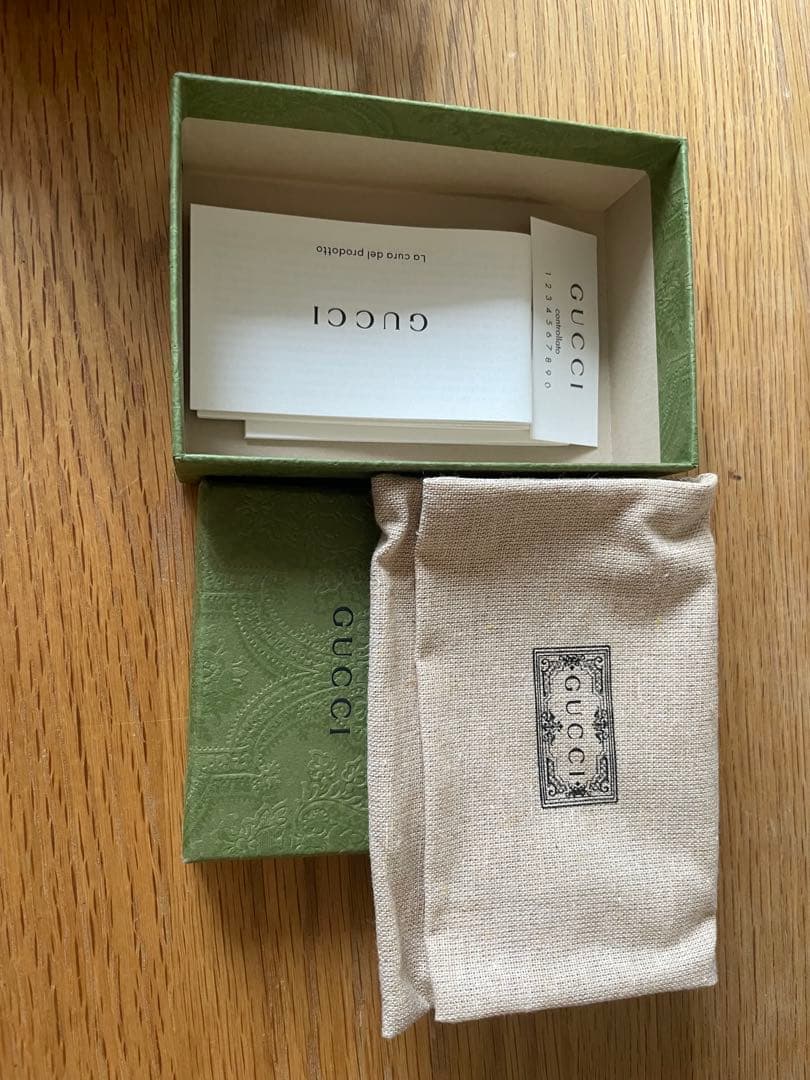 La cura del prodotto
GUCCI
GUCCI
controllato
1 2 3 4 5 6 7 8 9 0
GUCCI
GUCCI